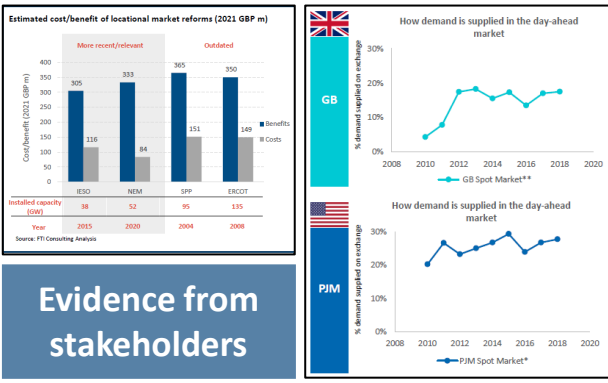 Estimated cost/benefit of locational market reforms (2021 GBP m)
More recent/relevant Outdated
Cost/benefit (2021 GBP m)
400
350
300
250
200
150
100
50
0
305 116 333 84 365 151 350 149
Benefits
Costs
IESO NEM SPP ERCOT
Installed capacity (GW) 38 52 95 135
Year 2015 2020 2004 2008
Source: FTI Consulting Analysis
Evidence from
stakeholders
GB
How demand is supplied in the day-ahead
market
% demand supplied on exchange
30%
20%
10%
0%
2008 2010 2012 2014 2016 2018 2020
GB Spot Market**
PJM
How demand is supplied in the day-ahead
market
% demand supplied on exchange
30%
20%
10%
0%
2008 2010 2012 2014 2016 2018 2020
PJM Spot Market*